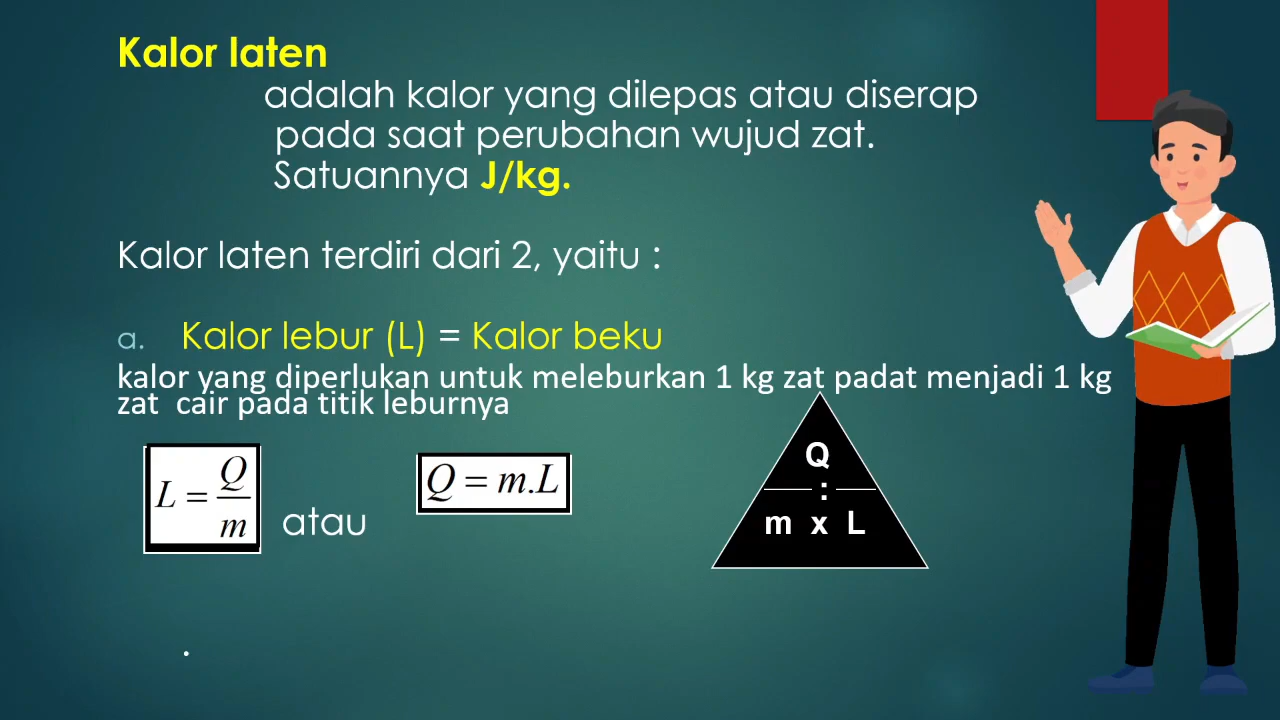 Kalor laten
adalah kalor yang dilepas atau diserap
pada saat perubahan wujud zat.
Satuannya J/kg.
Kalor laten terdiri dari 2, yaitu :
a. Kalor lebur (L) = Kalor beku
kalor yang diperlukan untuk meleburkan 1 kg zat padat menjadi 1 kg
zat cair pada titik leburnya
L = Q/m atau Q = m.L
Q
:
m x L
.